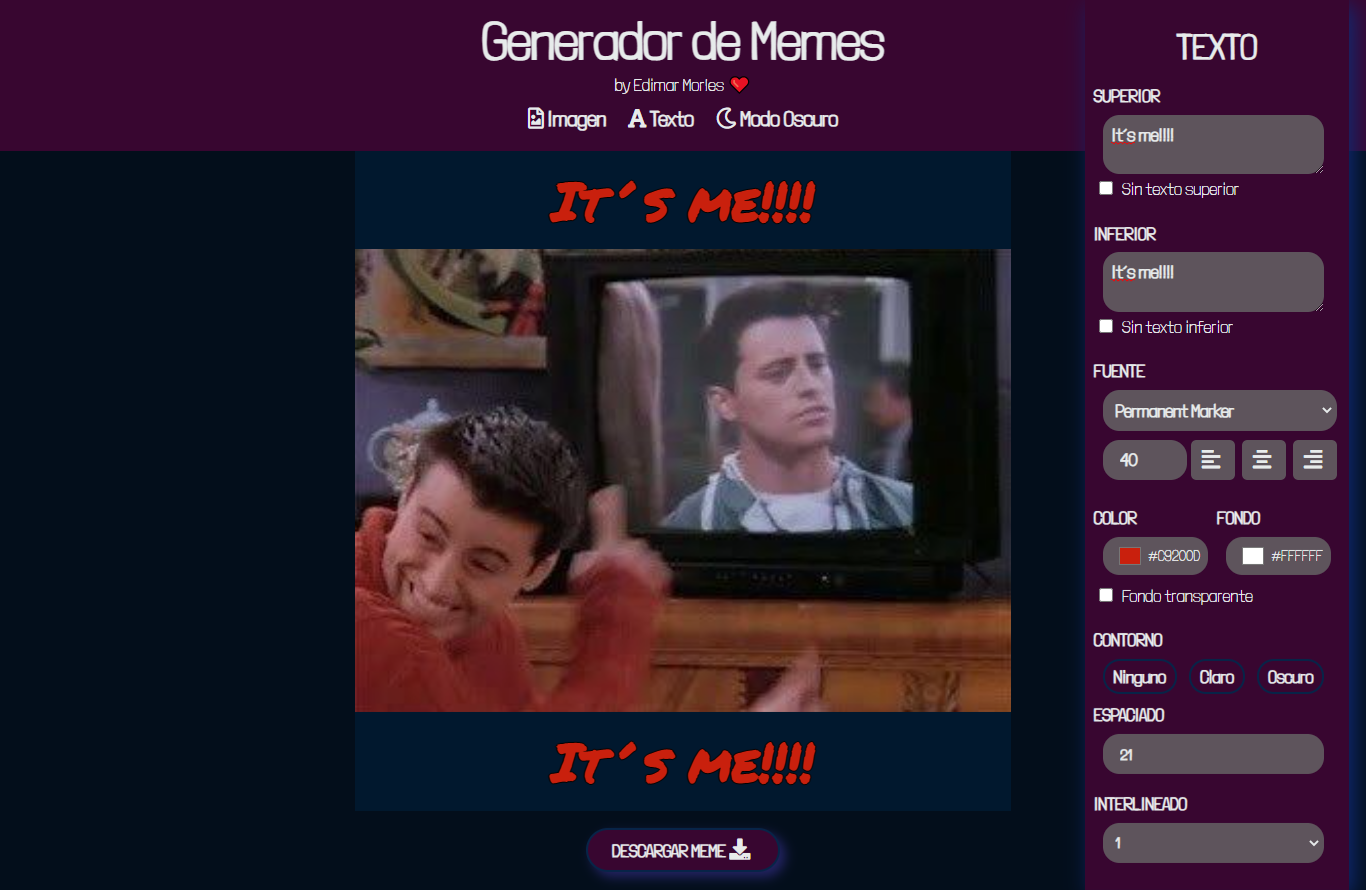 Generador de Memes
by Edimar Morles ❤️
Imagen Texto Modo Oscuro
It´s me!!!!
It´s me!!!!
DESCARGAR MEME
TEXTO
SUPERIOR
It´s me!!!!
Sin texto superior
INFERIOR
It´s me!!!!
Sin texto inferior
FUENTE
Permanent Marker
40
COLOR FONDO
#C9200D #FFFFFF
Fondo transparente
CONTORNO
Ninguno Claro Oscuro
ESPACIADO
21
INTERLINEADO
1